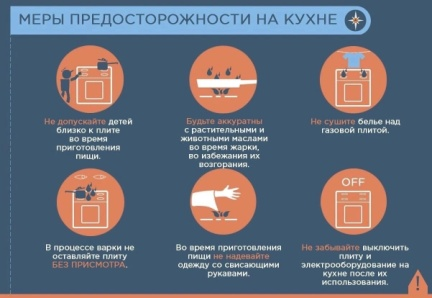 МЕРЫ ПРЕДОСТОРОЖНОСТИ НА КУХНЕ
Не допускайте детей
близко к плите
во время
приготовления
пищи.
Будьте аккуратны
с растительными и
животными маслами
во время жарки,
во избежания их
возгорания.
Не сушите белье над
газовой плитой.
В процессе варки не
оставляйте плиту
БЕЗ ПРИСМОТРА.
Во время приготовления
пищи не надевайте
одежду со свисающими
рукавами.
OFF
Не забывайте выключить
плиту и
электрооборудование на
кухне после их
использования.